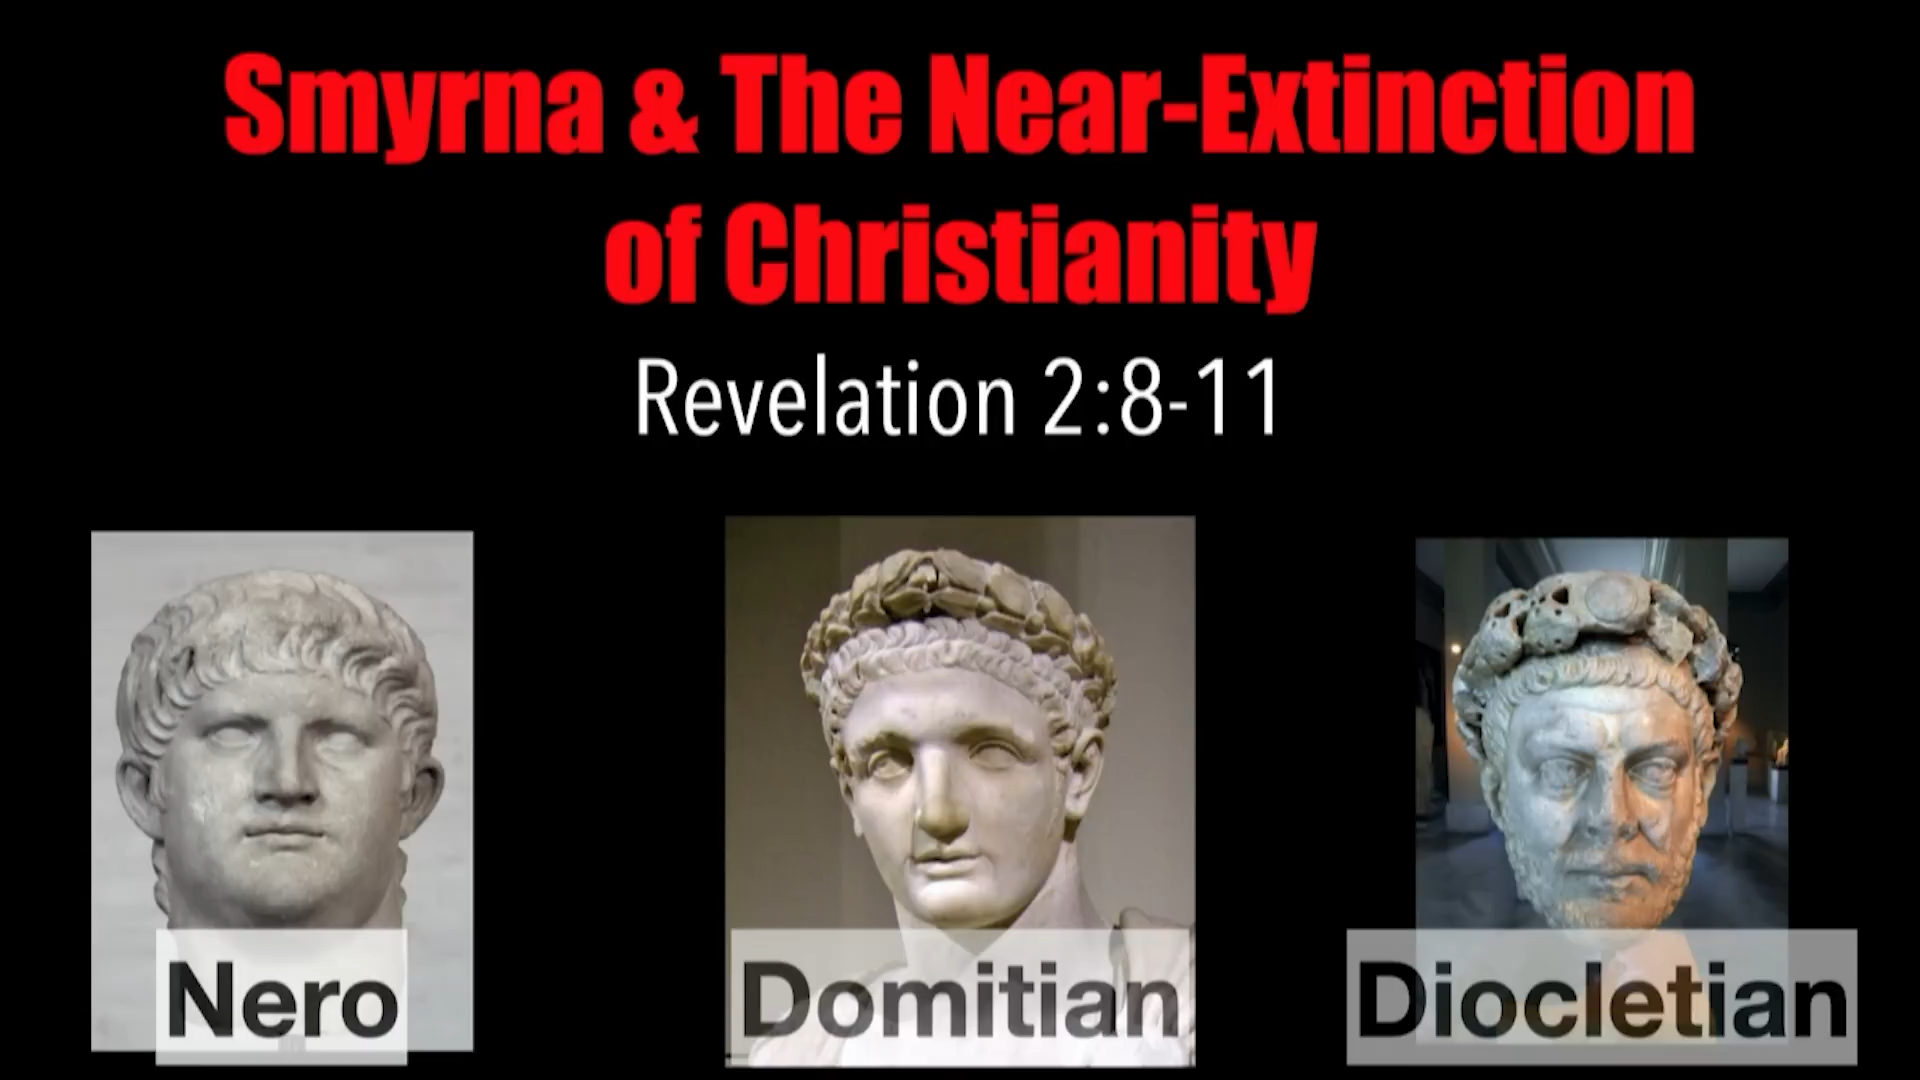 Smyrna & The Near-Extinction
of Christianity
Revelation 2:8-11
Nero
Domitian
Diocletian